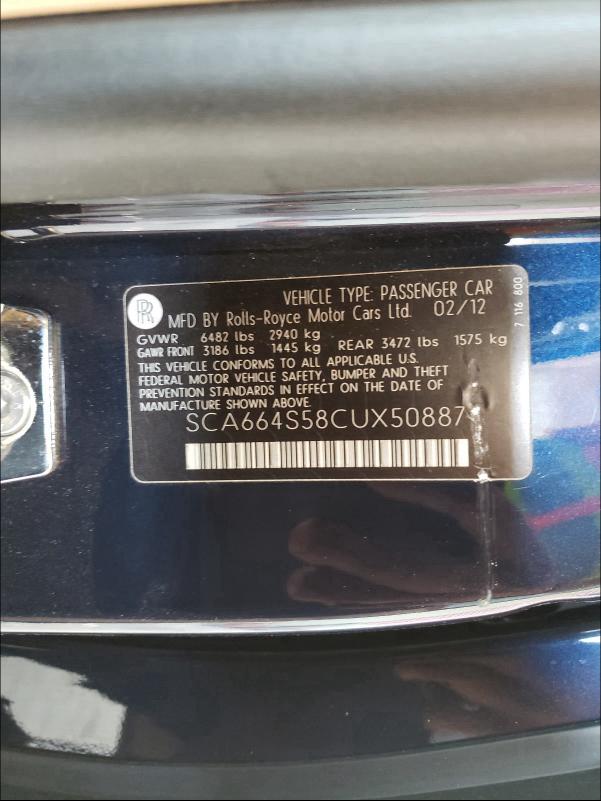 RR
VEHICLE TYPE: PASSENGER CAR
MFD BY Rolls-Royce Motor Cars Ltd. 02/12
GVWR 6482 lbs 2940 kg
GAWR FRONT 3186 lbs 1445 kg REAR 3472 lbs 1575 kg
THIS VEHICLE CONFORMS TO ALL APPLICABLE U.S.
FEDERAL MOTOR VEHICLE SAFETY, BUMPER AND THEFT
PREVENTION STANDARDS IN EFFECT ON THE DATE OF
MANUFACTURE SHOWN ABOVE.
SCA664S58CUX50887
7 116 800